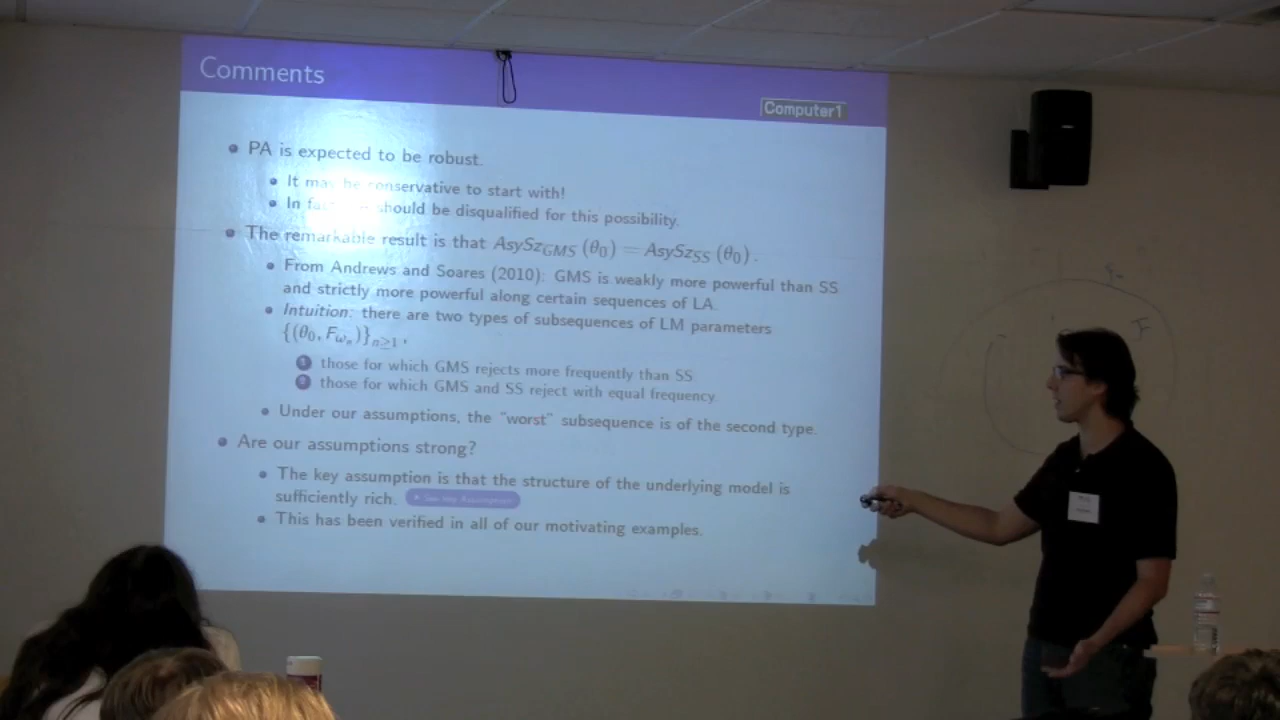 Comments
Computer1
PA is expected to be robust.
It may be conservative to start with!
In should be disqualified for this possibility.
The remarkable result is that AsySz_GMS (θ₀) = AsySz_SS (θ₀).
From Andrews and Soares (2010): GMS is weakly more powerful than SS
and strictly more powerful along certain sequences of LA.
Intuition: there are two types of subsequences of LM parameters
{(θ₀, F_ωₙ)}ₙ≥₁,
1 those for which GMS rejects more frequently than SS
2 those for which GMS and SS reject with equal frequency.
Under our assumptions, the "worst" subsequence is of the second type.
Are our assumptions strong?
The key assumption is that the structure of the underlying model is
sufficiently rich. See Key Assumption
This has been verified in all of our motivating examples.